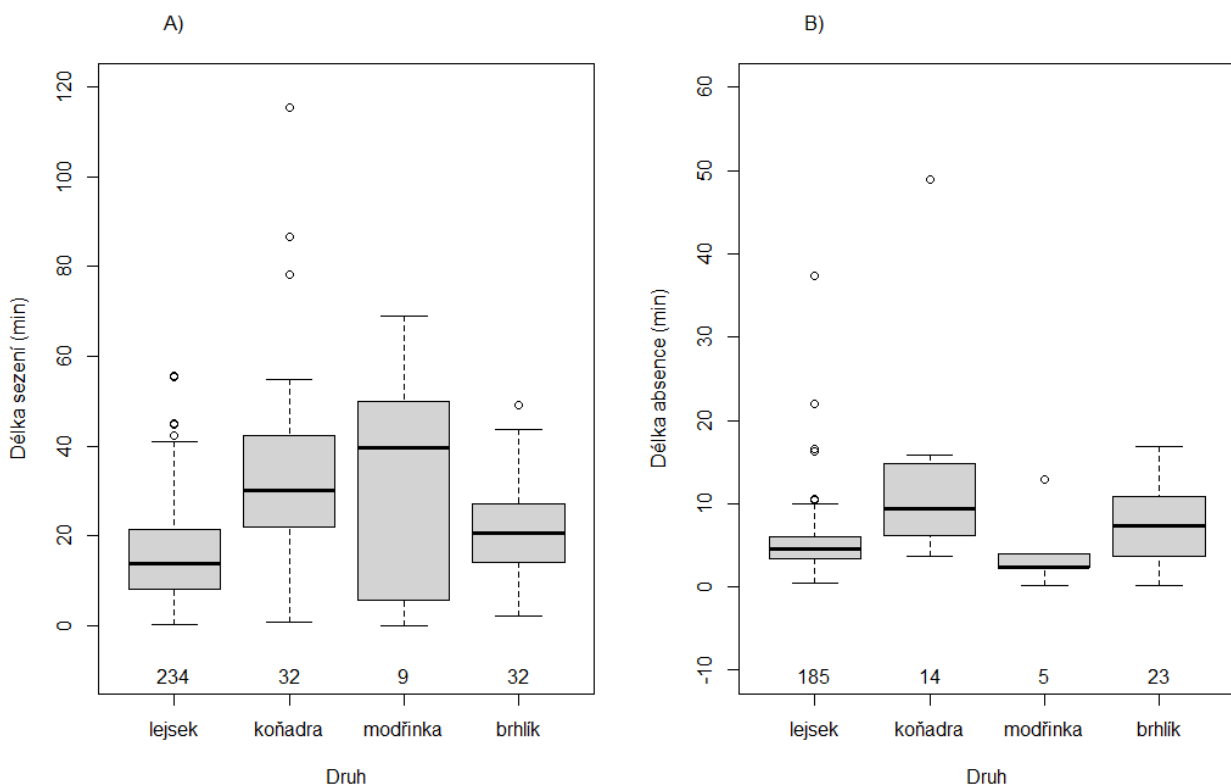 A)
Délka sezení (min)
120
100
80
60
40
20
0
234 32 9 32
lejsek koňadra modřinka brhlík
Druh
B)
Délka absence (min)
60
50
40
30
20
10
0
-10
185 14 5 23
lejsek koňadra modřinka brhlík
Druh